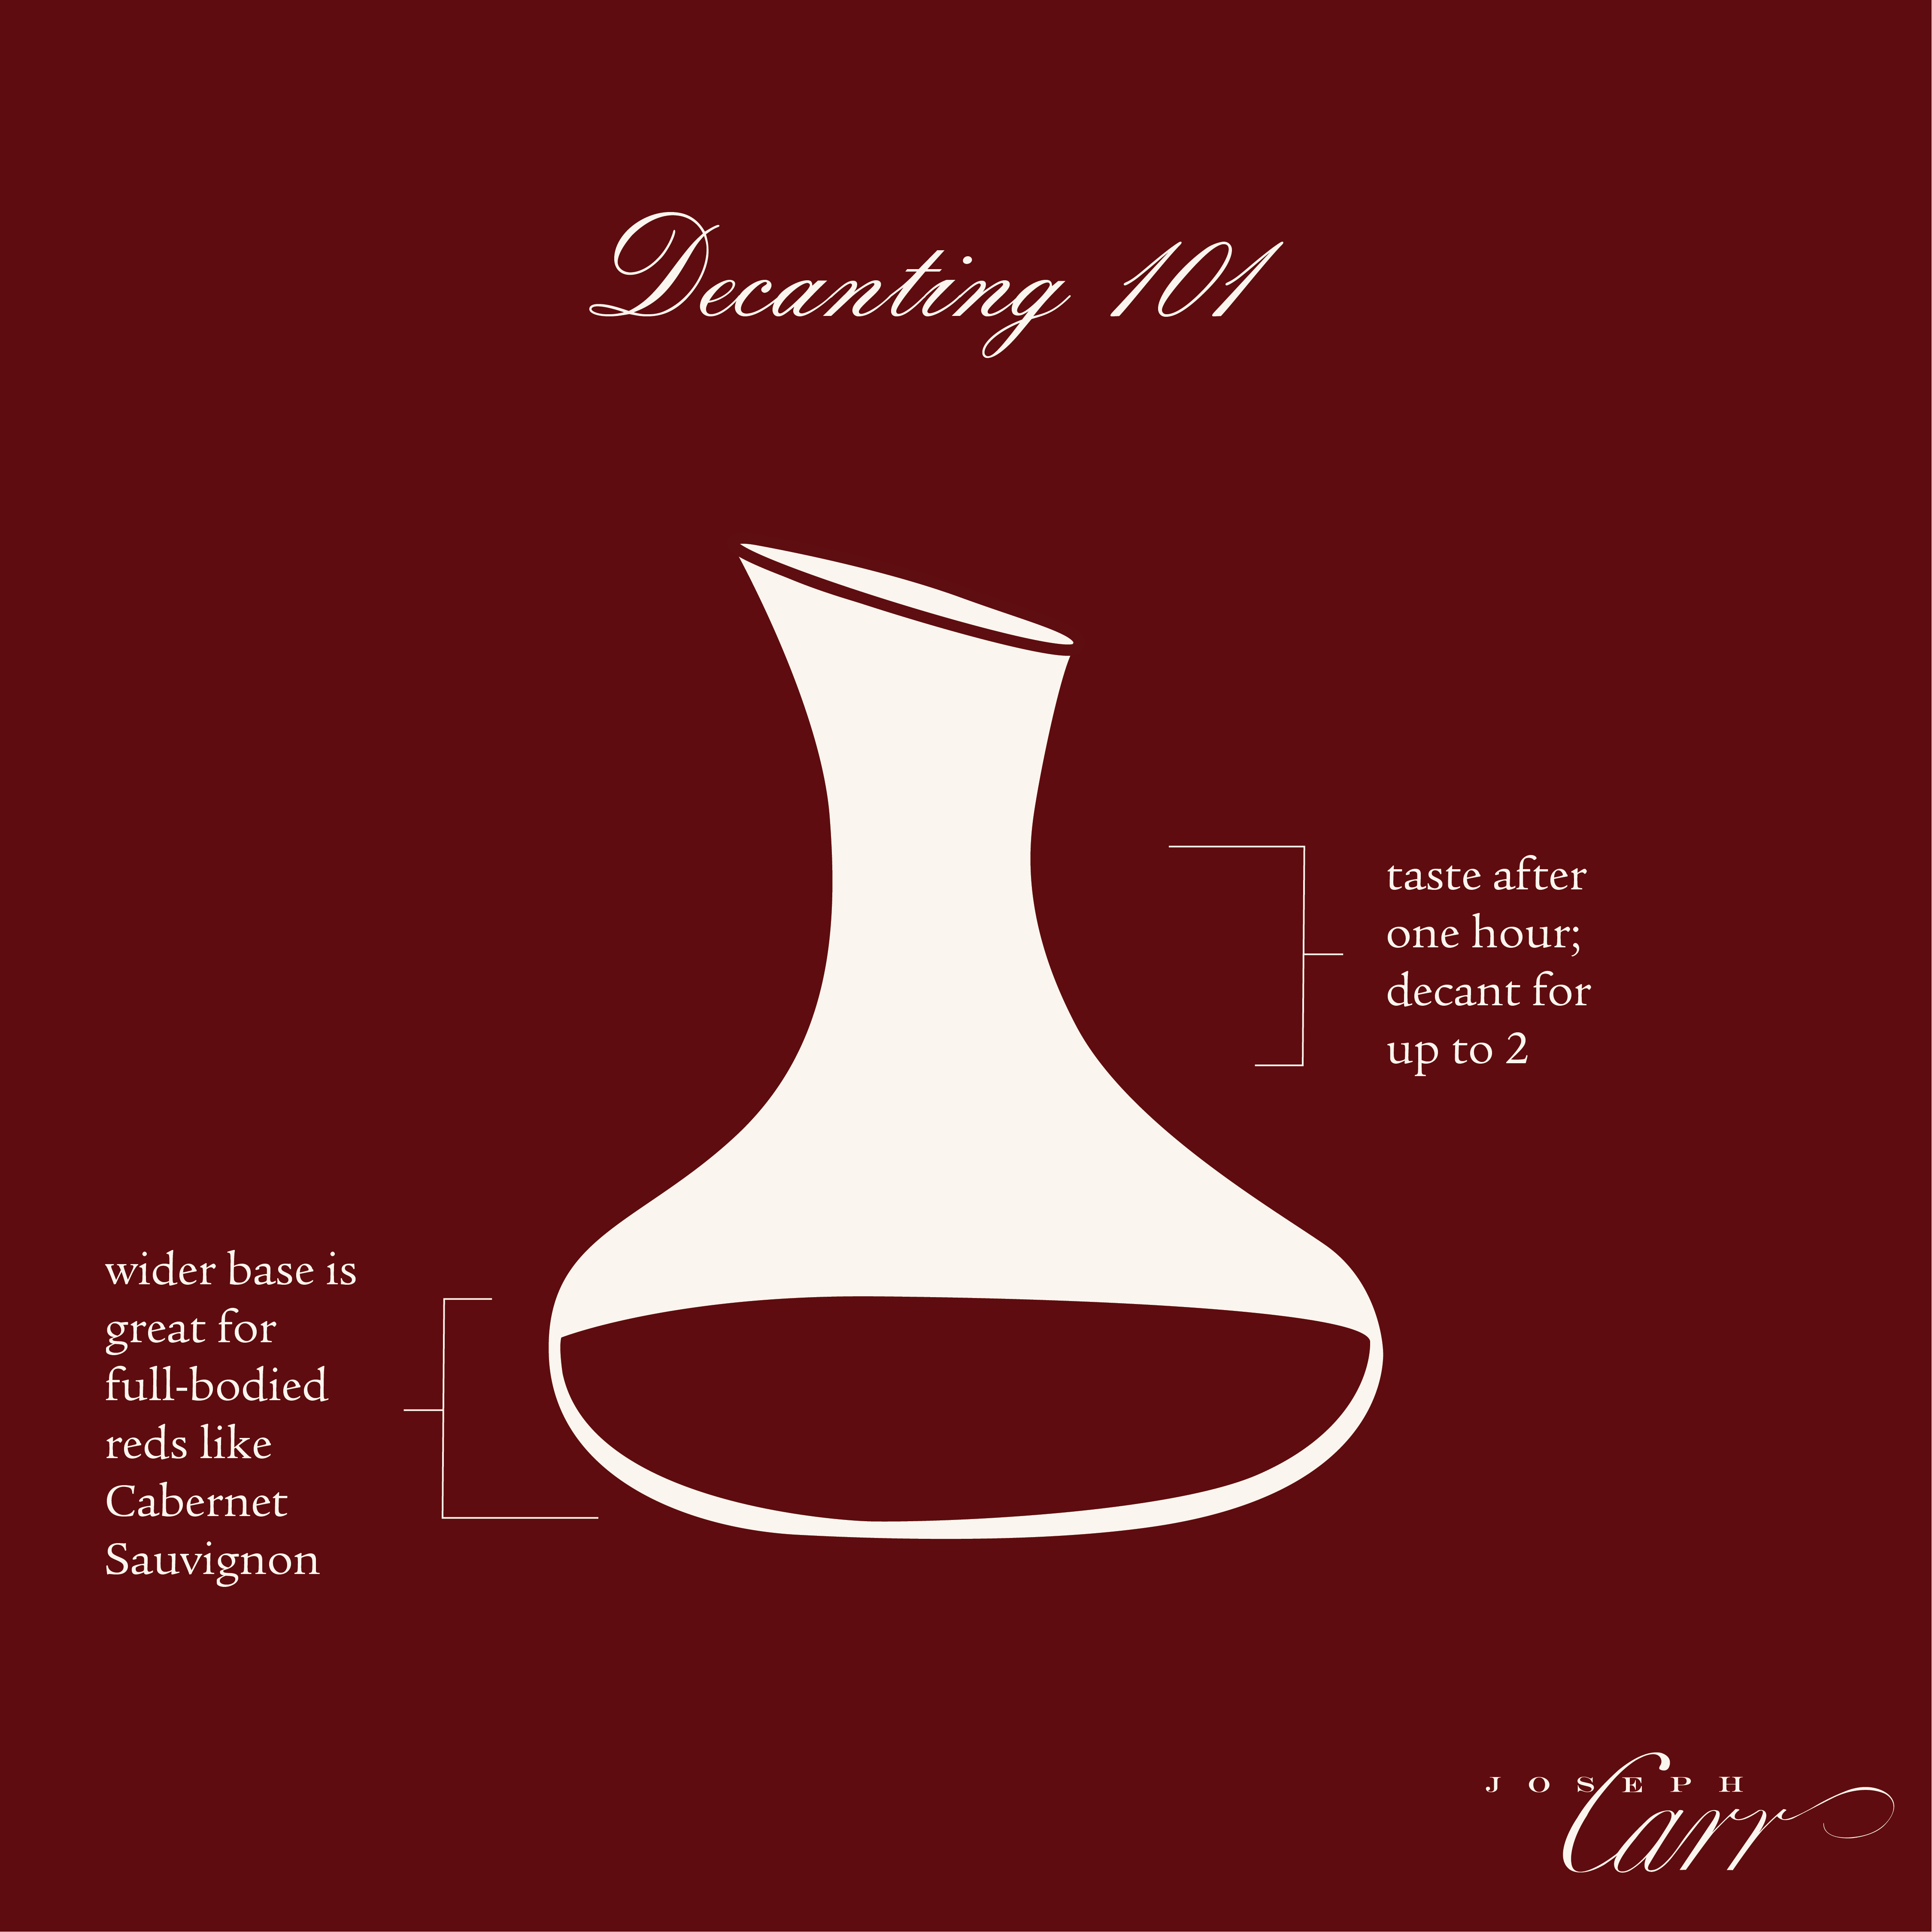 Decanting 101
taste after
one hour;
decant for
up to 2
wider base is
great for
full-bodied
reds like
Cabernet
Sauvignon
JOSEPH
Carr